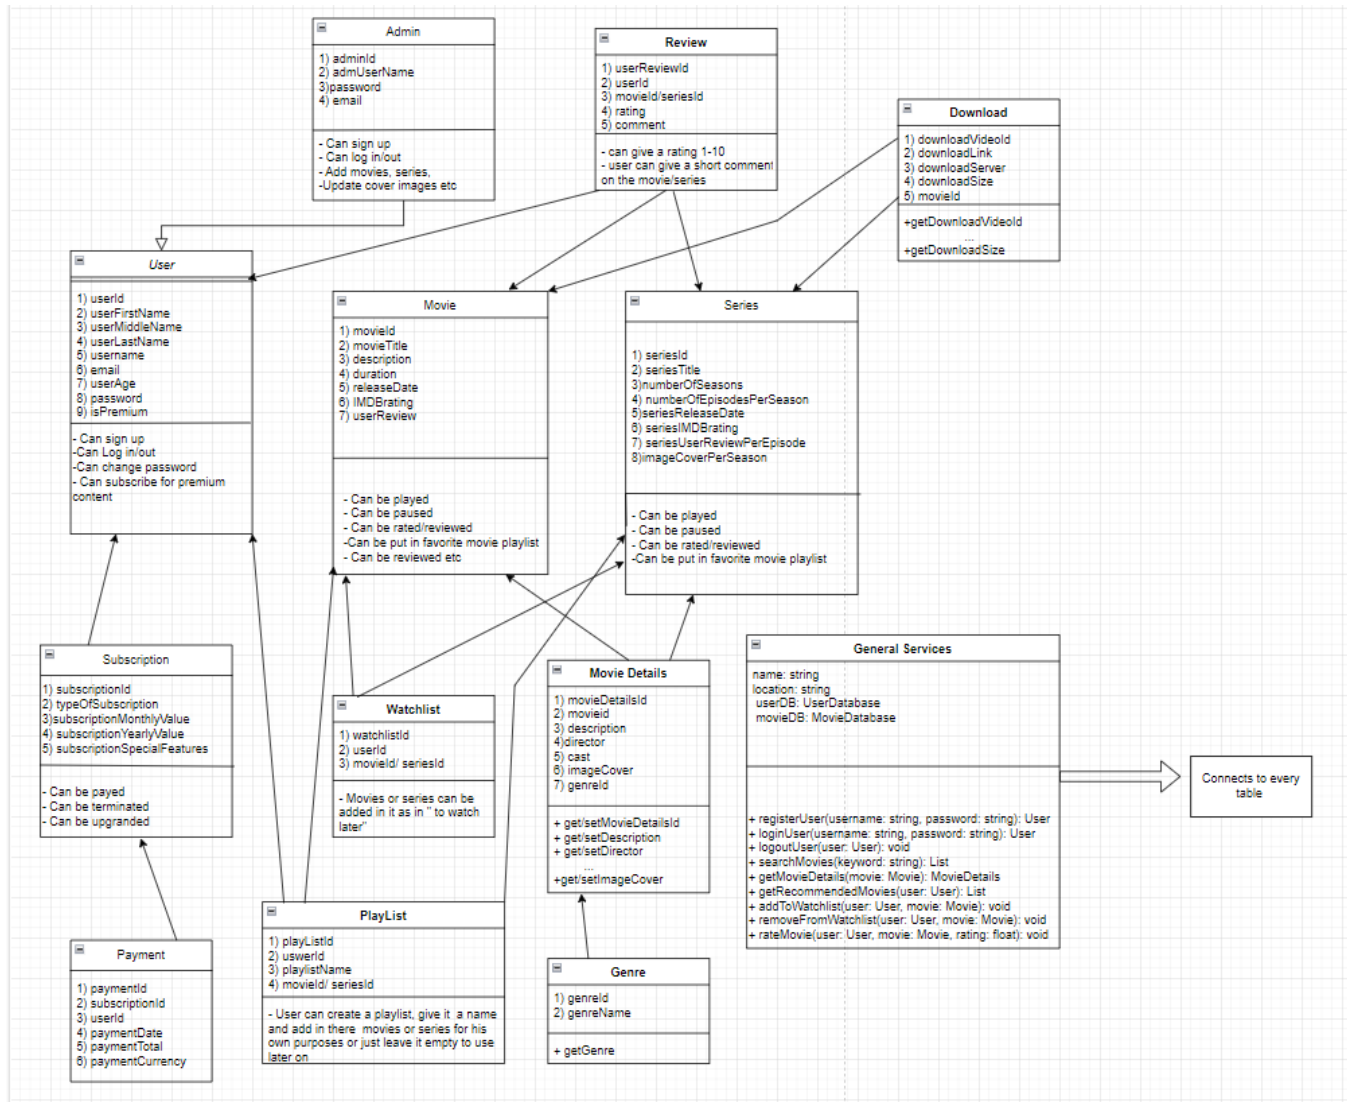 Admin
1) adminId
2) admUserName
3)password
4) email
- Can sign up
- Can log in/out
- Add movies, series,
-Update cover images etc
Review
1) userReviewId
2) userId
3) movieId/seriesId
4) rating
5) comment
- can give a rating 1-10
- user can give a short comment
on the movie/series
Download
1) downloadVideoId
2) downloadLink
3) downloadServer
4) downloadSize
5) movieId
+getDownloadVideoId
...
+getDownloadSize
User
1) userId
2) userFirstName
3) userMiddleName
4) userLastName
5) username
6) email
7) userAge
8) password
9) isPremium
- Can sign up
-Can Log in/out
-Can change password
- Can subscribe for premium
content
Movie
1) movieId
2) movieTitle
3) description
4) duration
5) releaseDate
6) IMDBrating
7) userReview
- Can be played
- Can be paused
- Can be rated/reviewed
-Can be put in favorite movie playlist
- Can be reviewed etc
Series
1) seriesId
2) seriesTitle
3)numberOfSeasons
4) numberOfEpisodesPerSeason
5)seriesReleaseDate
6) seriesIMDBrating
7) seriesUserReviewPerEpisode
8)imageCoverPerSeason
- Can be played
- Can be paused
- Can be rated/reviewed
-Can be put in favorite movie playlist
Subscription
1) subscriptionId
2) typeOfSubscription
3)subscriptionMonthlyValue
4) subscriptionYearlyValue
5) subscriptionSpecialFeatures
- Can be payed
- Can be terminated
- Can be upgranded
Watchlist
1) watchlistId
2) userId
3) movieId/ seriesId
- Movies or series can be
added in it as in " to watch
later"
Movie Details
1) movieDetailsId
2) movieid
3) description
4)director
5) cast
6) imageCover
7) genreId
+ get/setMovieDetailsId
+ get/setDescription
+ get/setDirector
...
+get/setImageCover
General Services
name: string
location: string
userDB: UserDatabase
movieDB: MovieDatabase
+ registerUser(username: string, password: string): User
+ loginUser(username: string, password: string): User
+ logoutUser(user: User): void
+ searchMovies(keyword: string): List
+ getMovieDetails(movie: Movie): MovieDetails
+ getRecommendedMovies(user: User): List
+ addToWatchlist(user: User, movie: Movie): void
+ removeFromWatchlist(user: User, movie: Movie): void
+ rateMovie(user: User, movie: Movie, rating: float): void
Connects to every
table
Payment
1) paymentId
2) subscriptionId
3) userId
4) paymentDate
5) paymentTotal
6) paymentCurrency
PlayList
1) playListId
2) uswerId
3) playlistName
4) movieId/ seriesId
- User can create a playlist, give it a name
and add in there movies or series for his
own purposes or just leave it empty to use
later on
Genre
1) genreId
2) genreName
+ getGenre